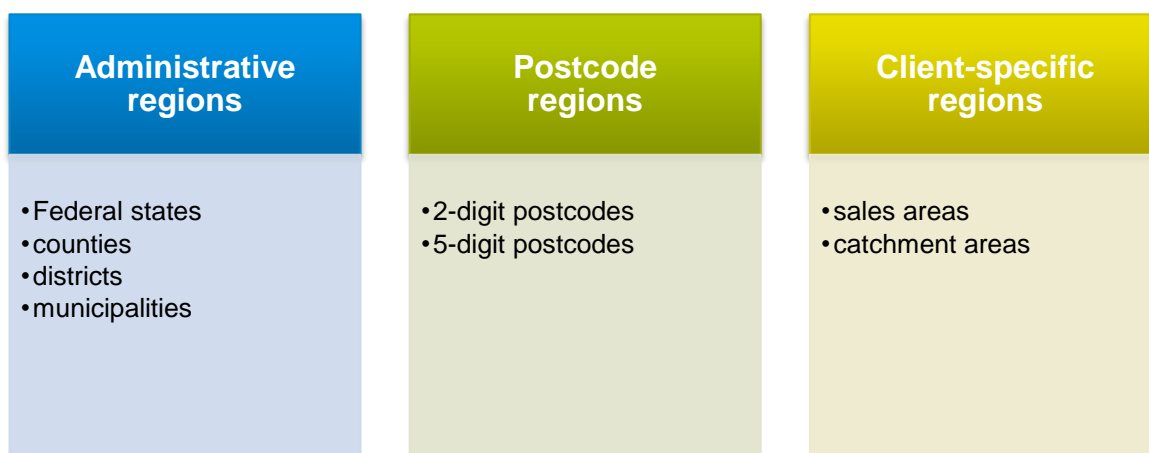 Administrative
regions
•Federal states
•counties
•districts
•municipalities
Postcode
regions
•2-digit postcodes
•5-digit postcodes
Client-specific
regions
•sales areas
•catchment areas